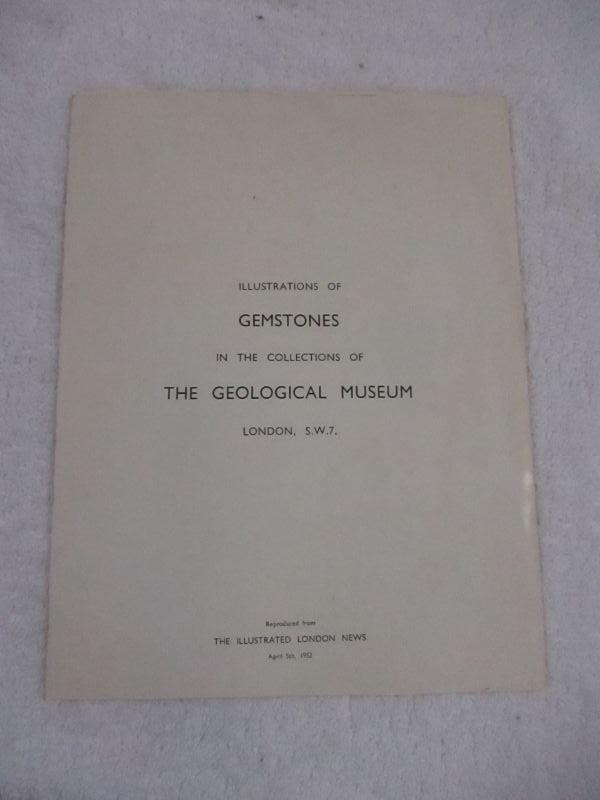 ILLUSTRATIONS OF
GEMSTONES
IN THE COLLECTIONS OF
THE GEOLOGICAL MUSEUM
LONDON, S.W.7.
Reproduced from
THE ILLUSTRATED LONDON NEWS
April 5th, 1952